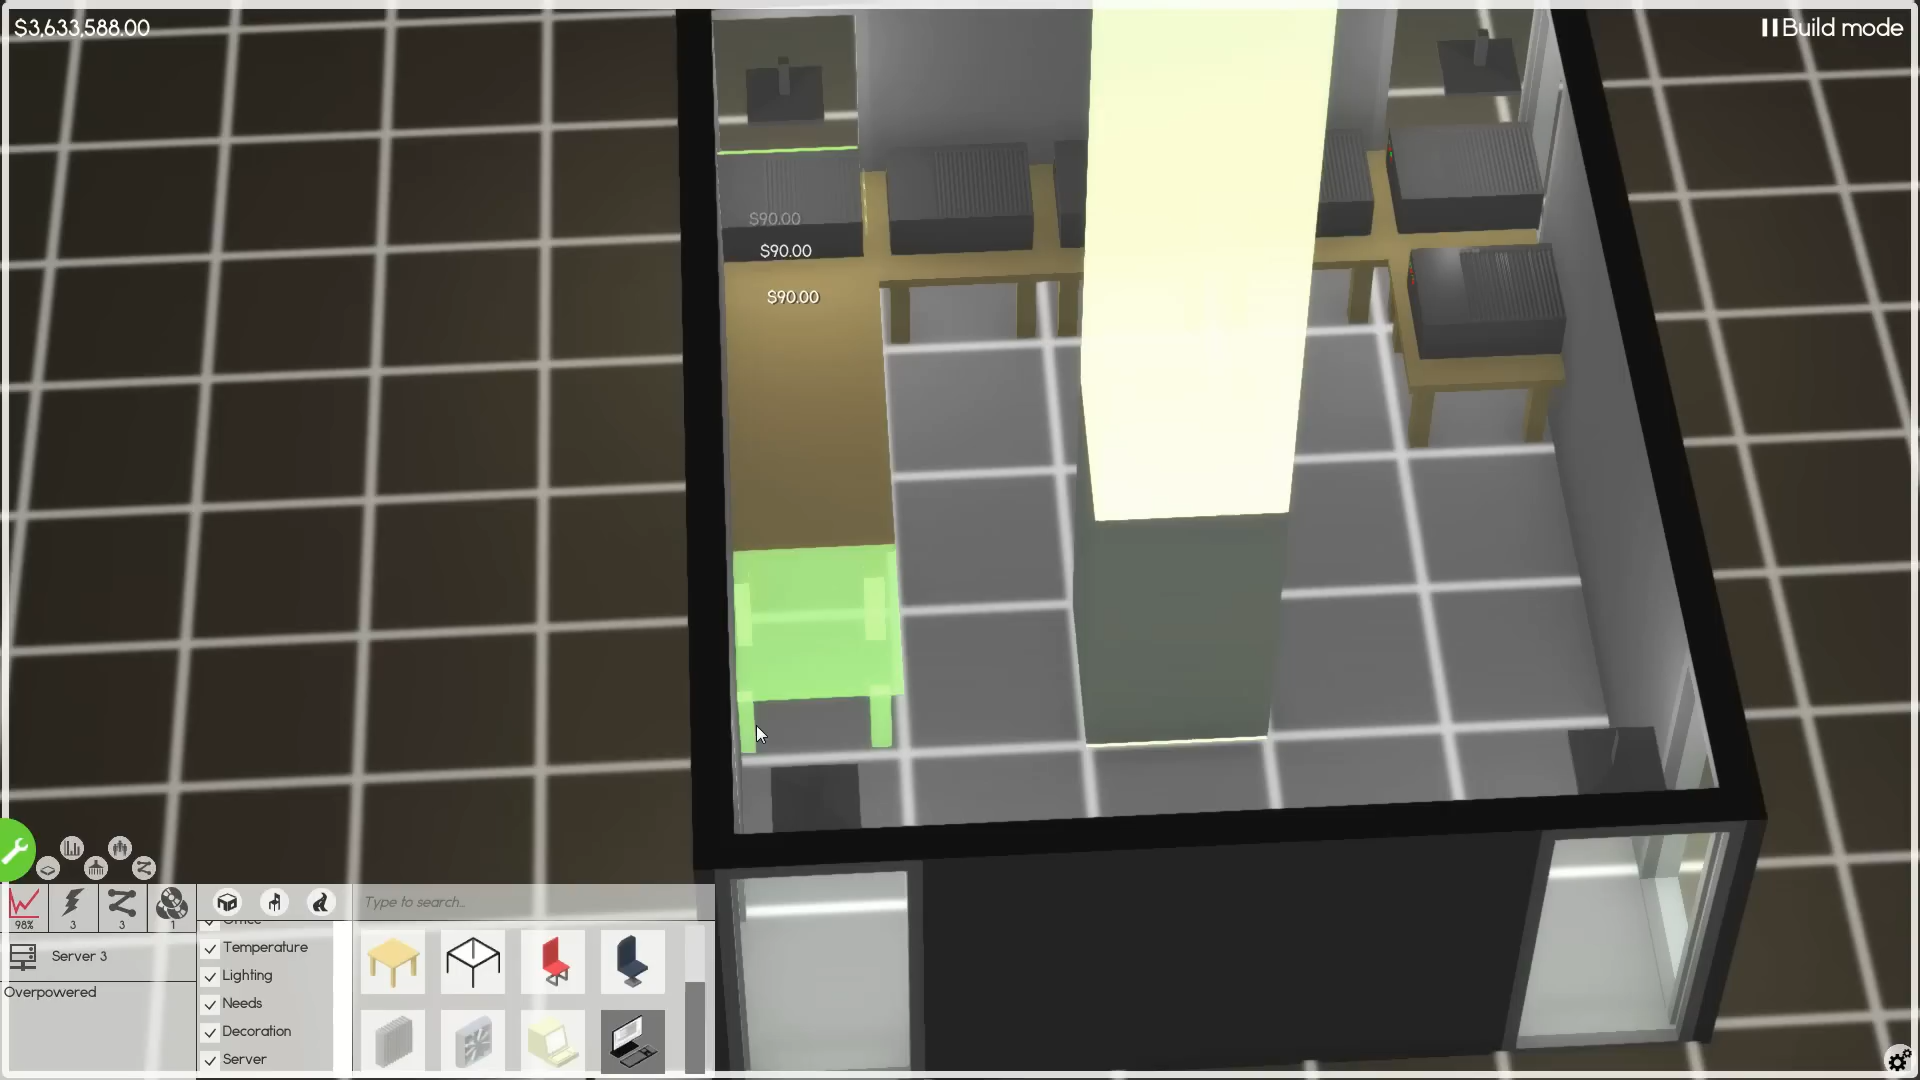 $3,633,588.00
Build mode
$90.00
$90.00
$90.00
Type to search...
98%
3
3
1
Server 3
Overpowered
Temperature
Lighting
Needs
Decoration
Server